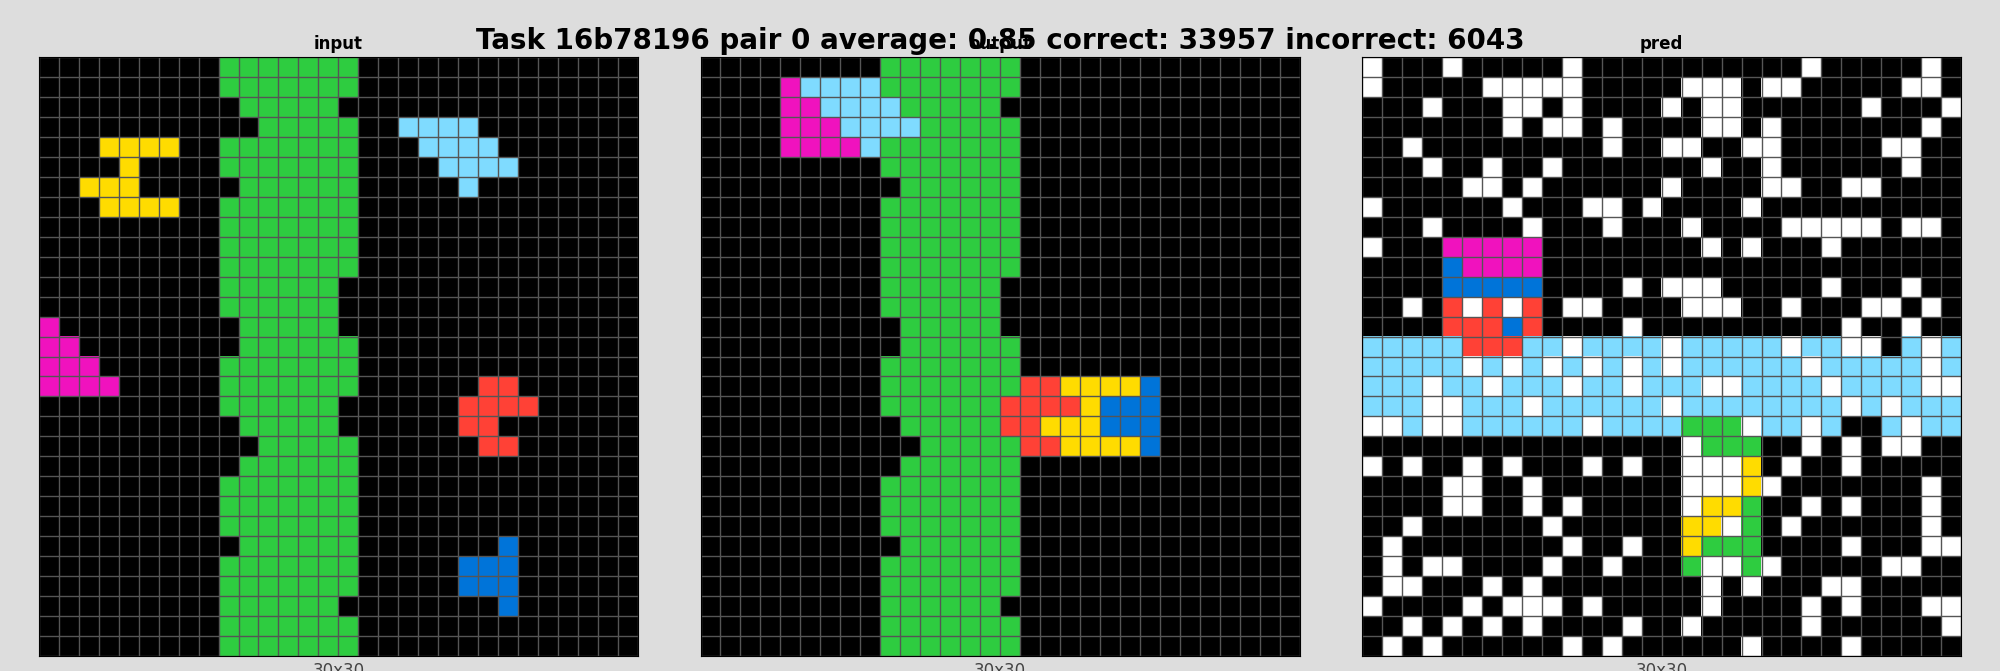 Task 16b78196 pair 0 average: 0.85 correct: 33957 incorrect: 6043
input
output
pred
30x30
30x30
30x30